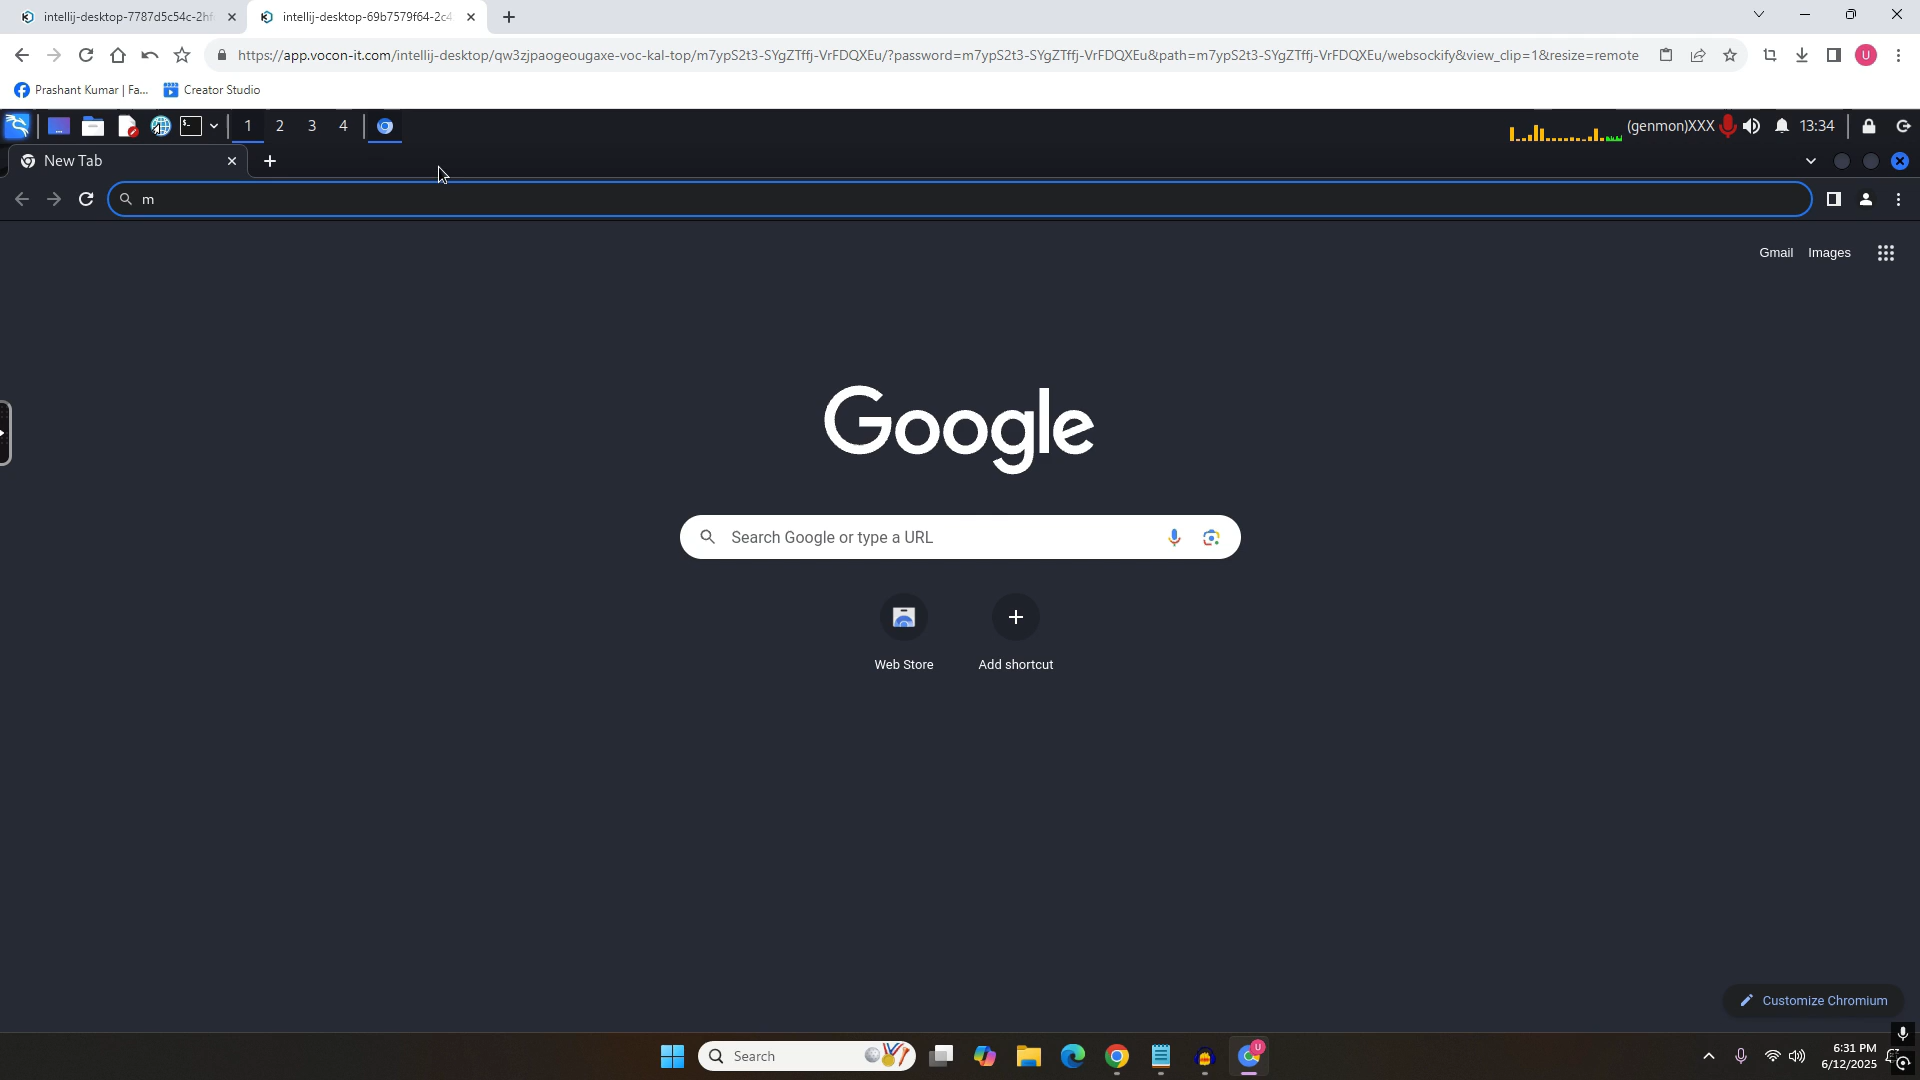 intellij-desktop-7787d5c54c-2hf
intellij-desktop-69b7579f64-2c4
https://app.vocon-it.com/intellij-desktop/qw3zjpaogeougaxe-voc-kal-top/m7ypS2t3-SYgZTffj-VrFDQXEu/?password=m7ypS2t3-SYgZTffj-VrFDQXEu&path=m7ypS2t3-SYgZTffj-VrFDQXEu/websockify&view_clip=1&resize=remote
U
Prashant Kumar | Fa...
Creator Studio
1 2 3 4
(genmon)XXX
13:34
New Tab
m
Gmail
Images
Google
Search Google or type a URL
Web Store
Add shortcut
Customize Chromium
Search
U
6:31 PM
6/12/2025